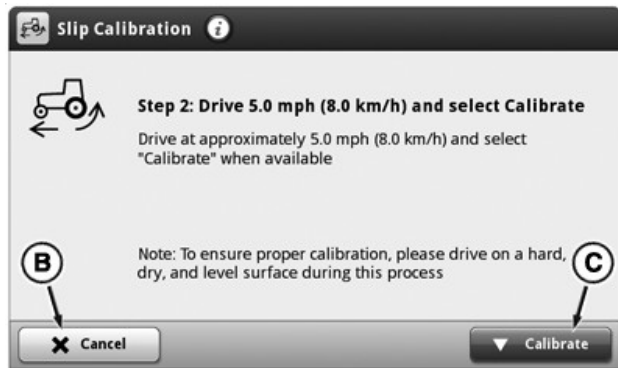 Slip Calibration i
Step 2: Drive 5.0 mph (8.0 km/h) and select Calibrate
Drive at approximately 5.0 mph (8.0 km/h) and select
"Calibrate" when available
Note: To ensure proper calibration, please drive on a hard,
dry, and level surface during this process
B
C
Cancel
Calibrate